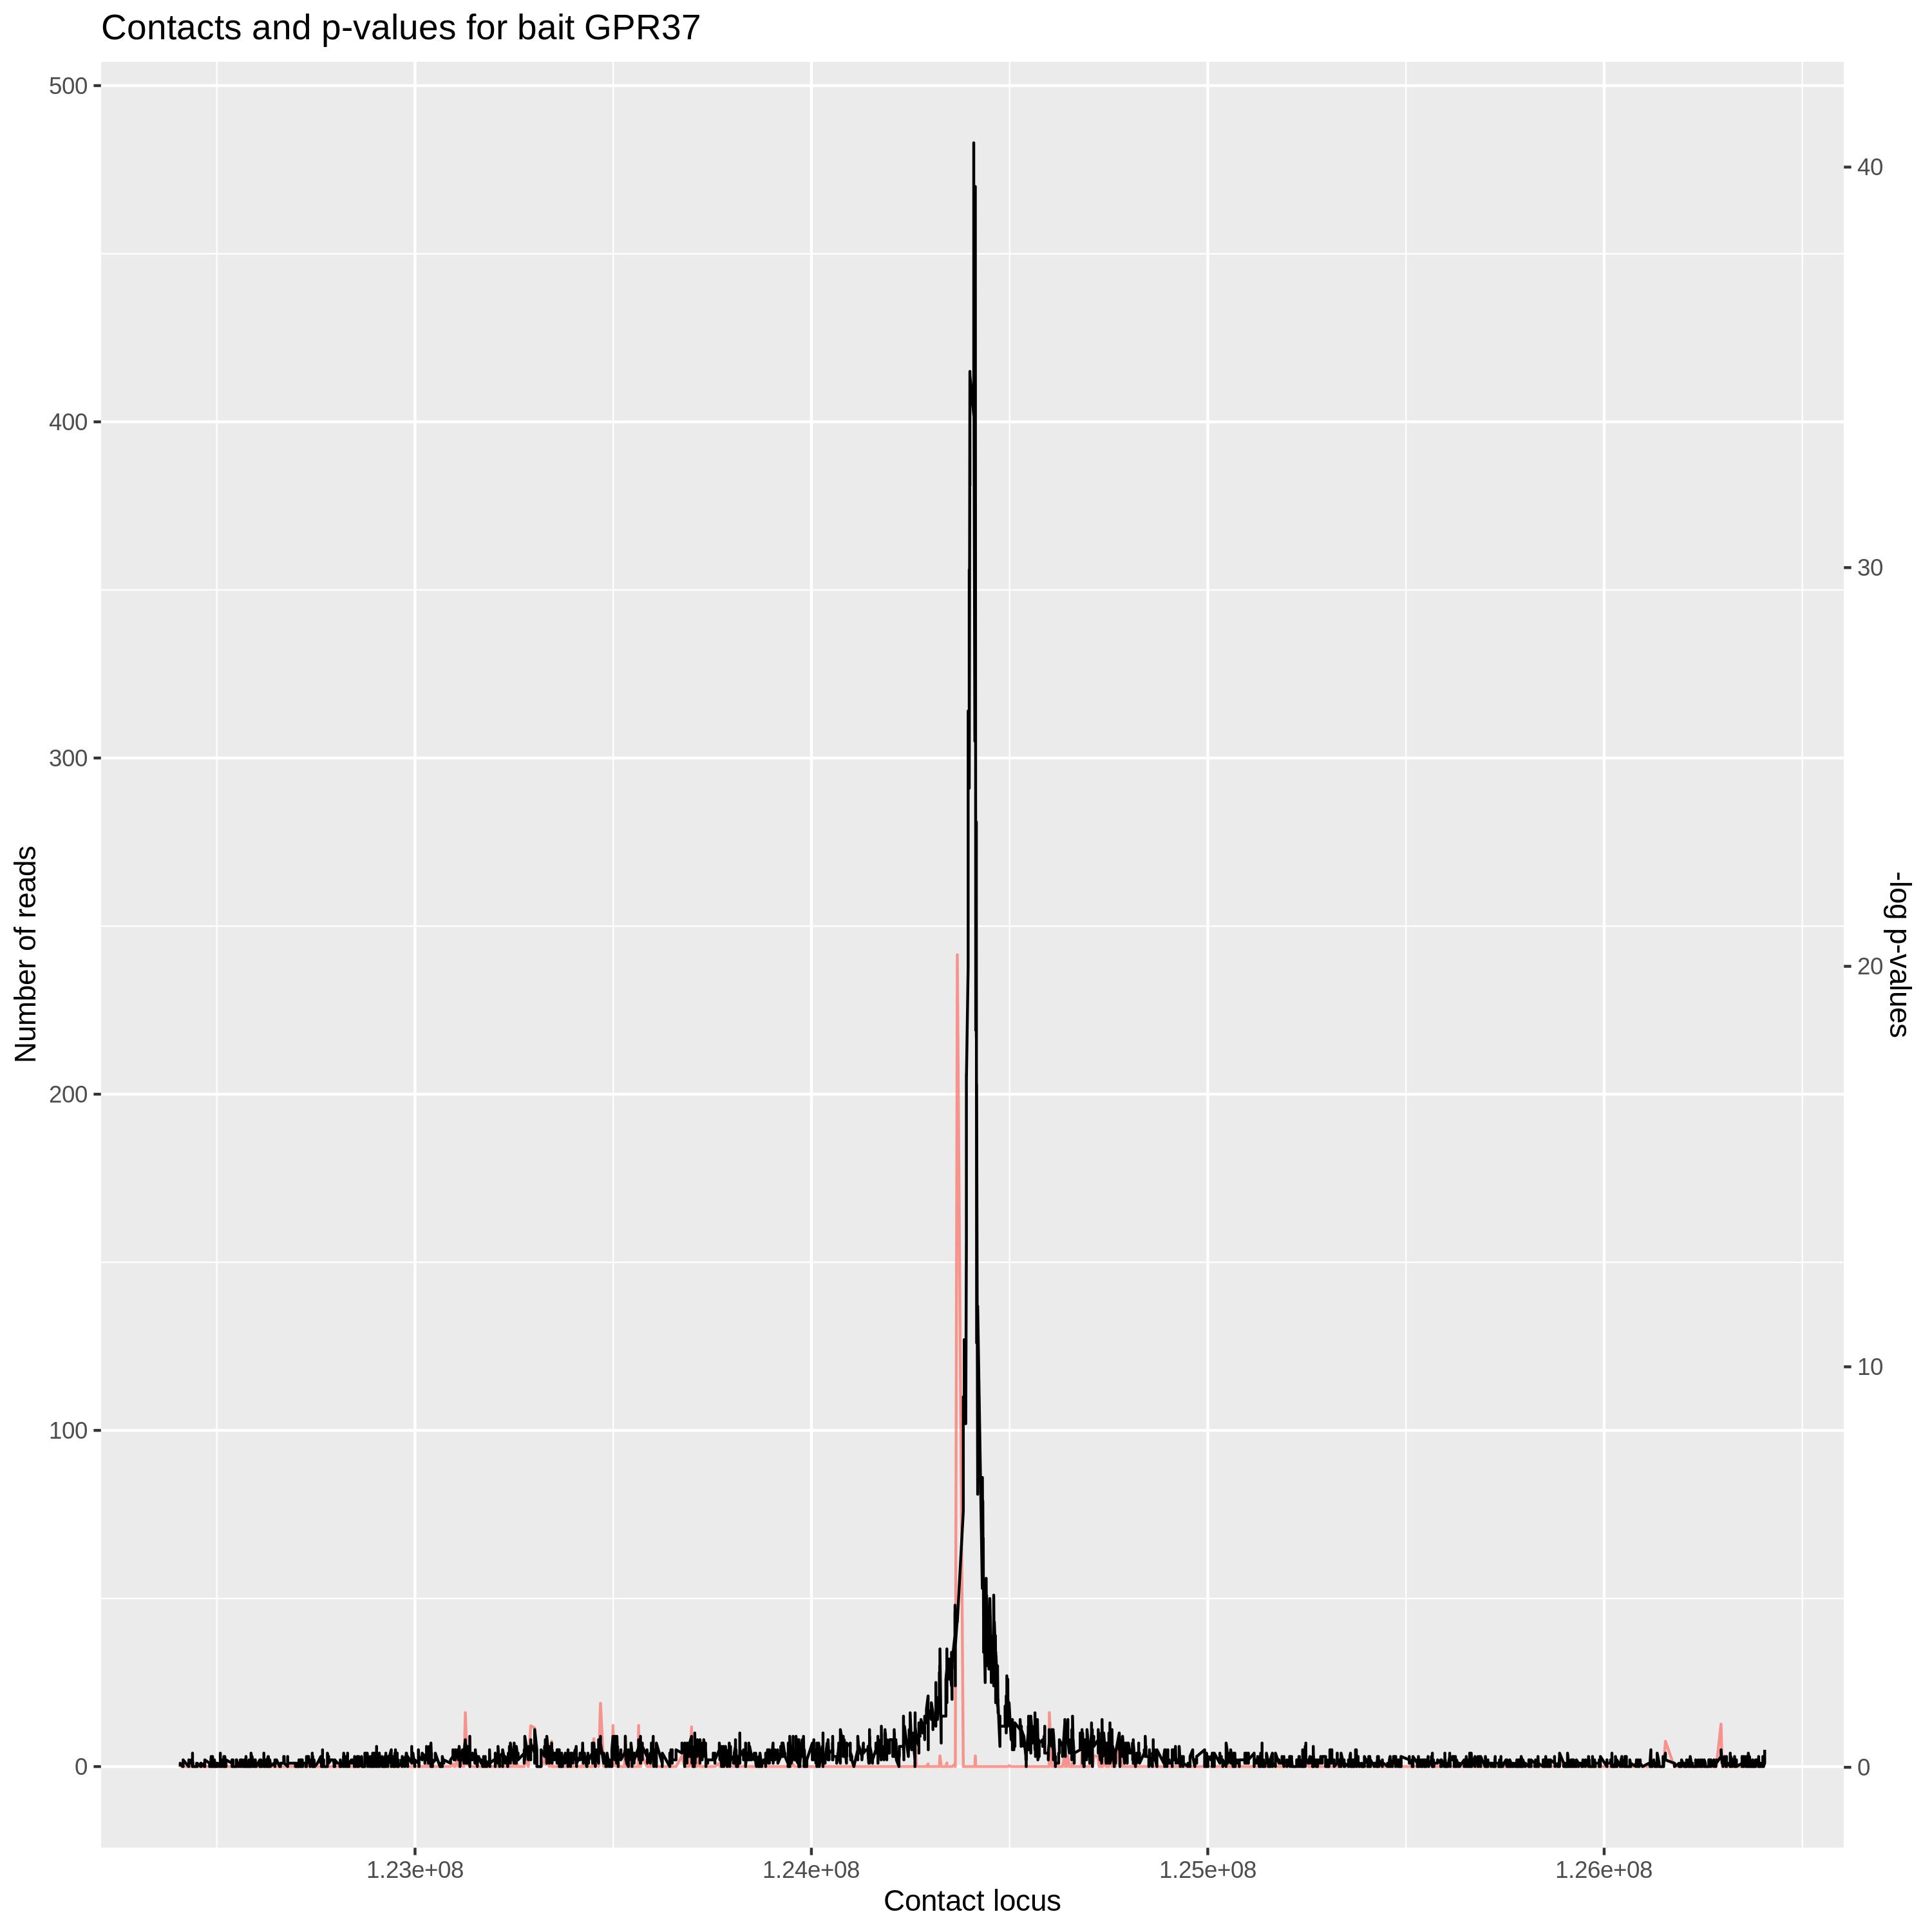 Contacts and p-values for bait GPR37
500
400
300
200
100
0
Number of reads
40
30
20
10
0
-log p-values
1.23e+08
1.24e+08
1.25e+08
1.26e+08
Contact locus